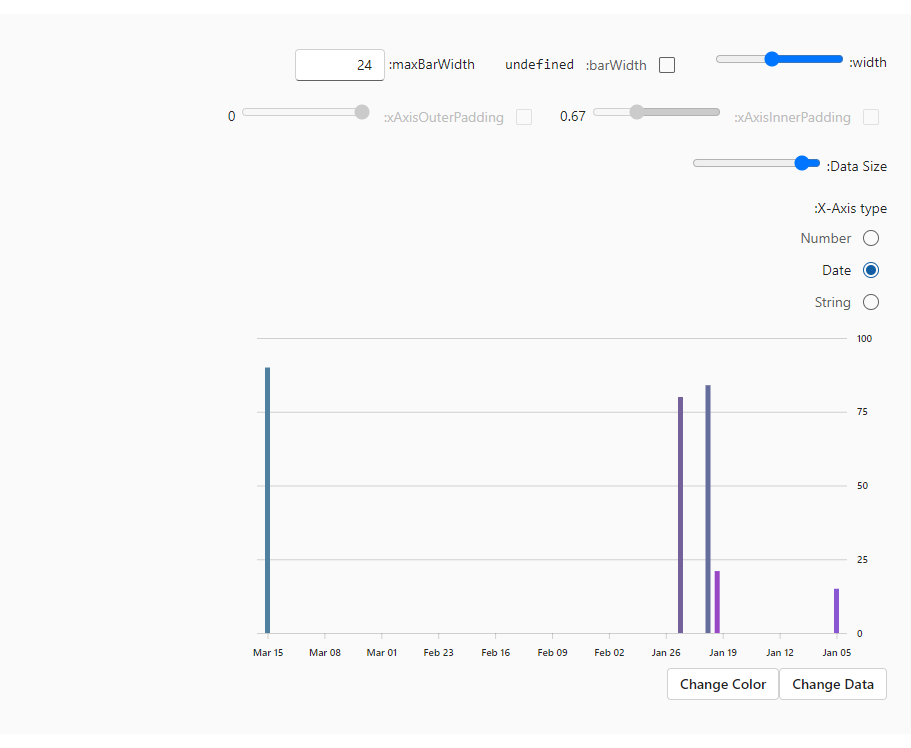 width:
barWidth: undefined
maxBarWidth: 24
xAxisInnerPadding: 0.67
xAxisOuterPadding: 0
Data Size:
X-Axis type:
Number
Date
String
100
75
50
25
0
Mar 15 Mar 08 Mar 01 Feb 23 Feb 16 Feb 09 Feb 02 Jan 26 Jan 19 Jan 12 Jan 05
Change Color Change Data